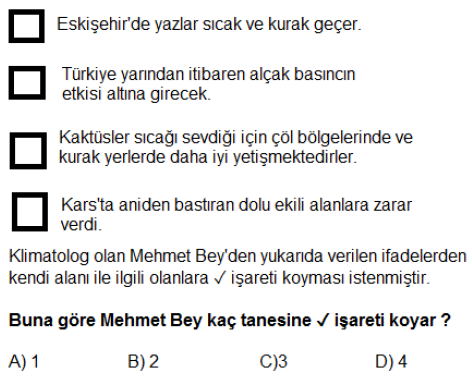 Eskişehir'de yazlar sıcak ve kurak geçer.
Türkiye yarından itibaren alçak basıncın
etkisi altına girecek.
Kaktüsler sıcağı sevdiği için çöl bölgelerinde ve
kurak yerlerde daha iyi yetişmektedirler.
Kars'ta aniden bastıran dolu ekili alanlara zarar
verdi.
Klimatolog olan Mehmet Bey'den yukarıda verilen ifadelerden
kendi alanı ile ilgili olanlara ✓ işareti koyması istenmiştir.
Buna göre Mehmet Bey kaç tanesine ✓ işareti koyar ?
A) 1 B) 2 C)3 D) 4